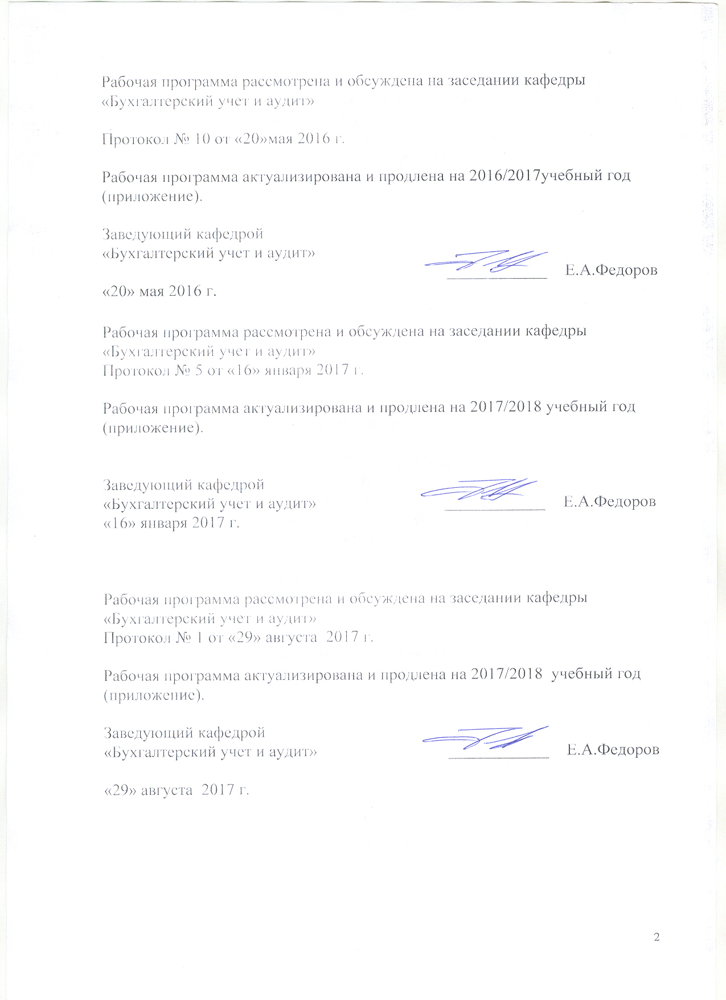 Рабочая программа рассмотрена и обсуждена на заседании кафедры
«Бухгалтерский учет и аудит»
Протокол № 10 от «20»мая 2016 г.
Рабочая программа актуализирована и продлена на 2016/2017учебный год
(приложение).
Заведующий кафедрой
«Бухгалтерский учет и аудит»
Е.А.Федоров
«20» мая 2016 г.
Рабочая программа рассмотрена и обсуждена на заседании кафедры
«Бухгалтерский учет и аудит»
Протокол № 5 от «16» января 2017 г.
Рабочая программа актуализирована и продлена на 2017/2018 учебный год
(приложение).
Заведующий кафедрой
«Бухгалтерский учет и аудит» Е.А.Федоров
«16» января 2017 г.
Рабочая программа рассмотрена и обсуждена на заседании кафедры
«Бухгалтерский учет и аудит»
Протокол № 1 от «29» августа 2017 г.
Рабочая программа актуализирована и продлена на 2017/2018 учебный год
(приложение).
Заведующий кафедрой
«Бухгалтерский учет и аудит» Е.А.Федоров
«29» августа 2017 г.
2